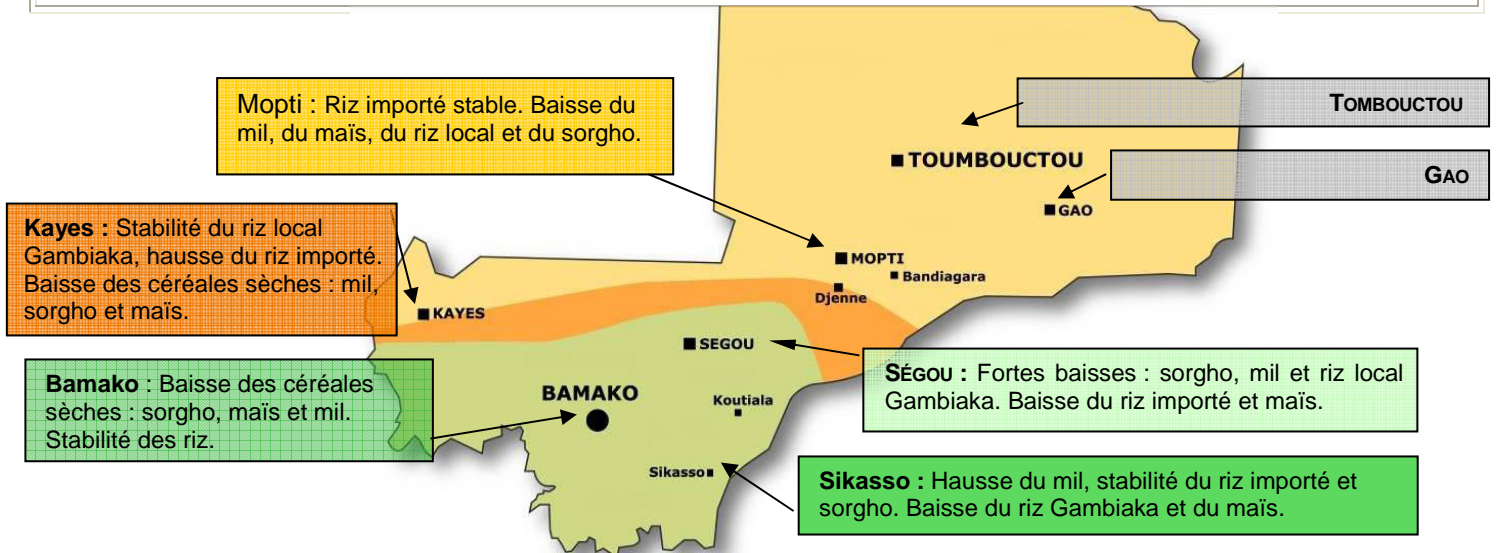 Mopti : Riz importé stable. Baisse du
mil, du maïs, du riz local et du sorgho.
TOMBOUCTOU
TOUMBOUCTOU
GAO
GAO
Kayes : Stabilité du riz local
Gambiaka, hausse du riz importé.
Baisse des céréales sèches : mil,
sorgho et maïs.
MOPTI
Bandiagara
Djenne
KAYES
SEGOU
SÉGOU : Fortes baisses : sorgho, mil et riz local
Gambiaka. Baisse du riz importé et maïs.
Bamako : Baisse des céréales
sèches : sorgho, maïs et mil.
Stabilité des riz.
BAMAKO
Koutiala
Sikasso
Sikasso : Hausse du mil, stabilité du riz importé et
sorgho. Baisse du riz Gambiaka et du maïs.